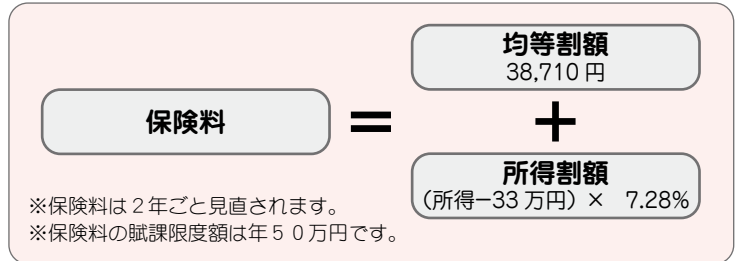 均等割額
38,710 円
保険料
＝
＋
所得割額
（所得−33 万円）× 7.28%
※保険料は２年ごと見直されます。
※保険料の賦課限度額は年５０万円です。